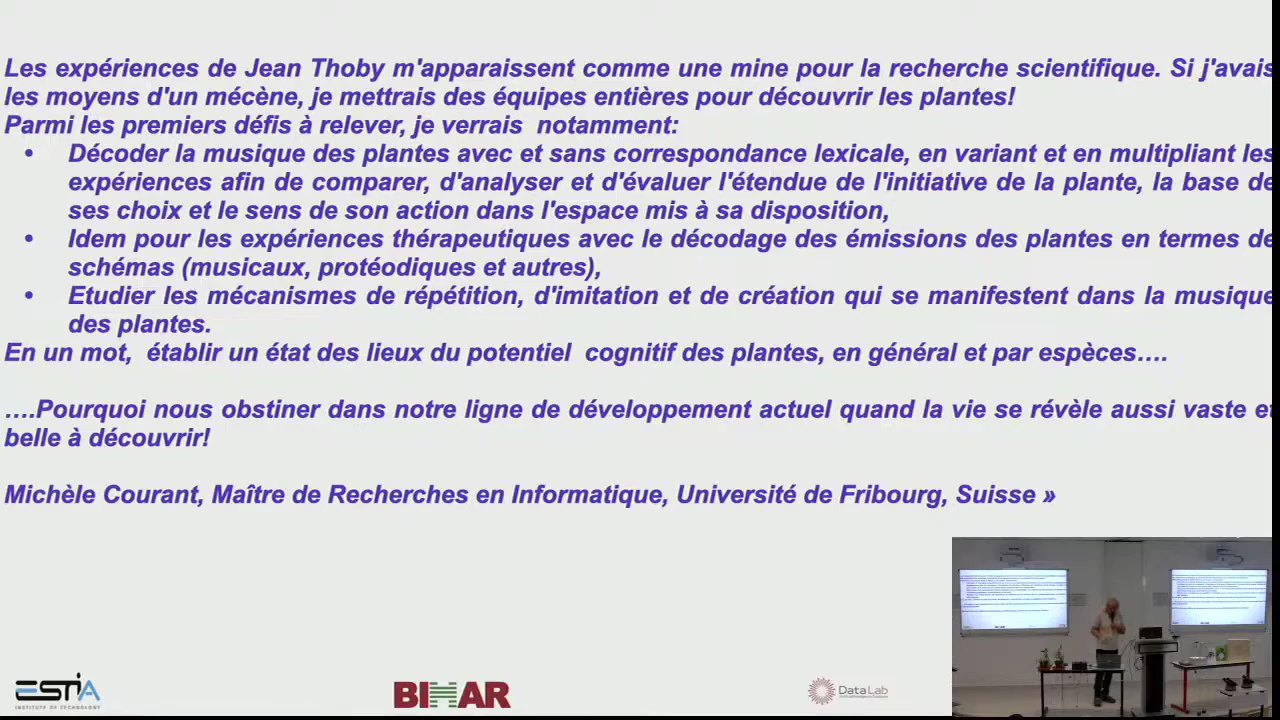 Les expériences de Jean Thoby m'apparaissent comme une mine pour la recherche scientifique. Si j'avais
les moyens d'un mécène, je mettrais des équipes entières pour découvrir les plantes!
Parmi les premiers défis à relever, je verrais  notamment:
• Décoder la musique des plantes avec et sans correspondance lexicale, en variant et en multipliant les
expériences afin de comparer, d'analyser et d'évaluer l'étendue de l'initiative de la plante, la base de
ses choix et le sens de son action dans l'espace mis à sa disposition,
• Idem pour les expériences thérapeutiques avec le décodage des émissions des plantes en termes de
schémas (musicaux, protéodiques et autres),
• Etudier les mécanismes de répétition, d'imitation et de création qui se manifestent dans la musique
des plantes.
En un mot,  établir un état des lieux du potentiel  cognitif des plantes, en général et par espèces….
….Pourquoi nous obstiner dans notre ligne de développement actuel quand la vie se révèle aussi vaste et
belle à découvrir!
Michèle Courant, Maître de Recherches en Informatique, Université de Fribourg, Suisse »
ESTIA
INSTITUTE OF TECHNOLOGY
BIHAR
DataLab